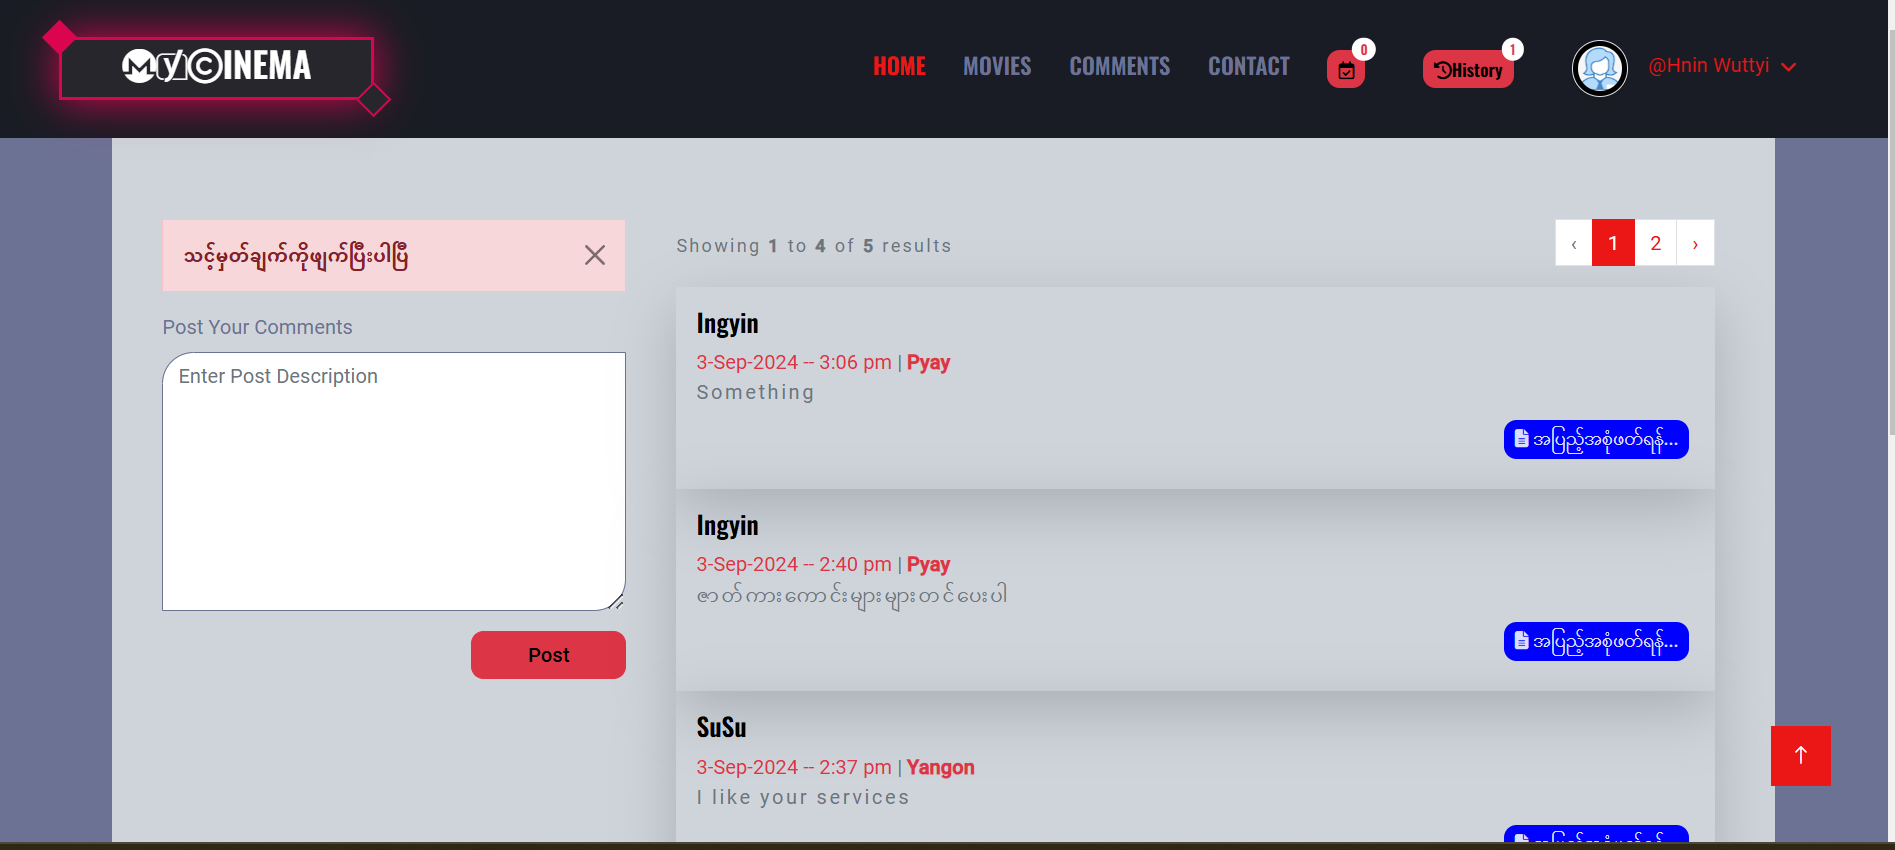 MyCINEMA
HOME MOVIES COMMENTS CONTACT 0 History 1 @Hnin Wuttyi
သင့်မှတ်ချက်ကိုဖျက်ပြီးပါပြီ
Post Your Comments
Enter Post Description
Post
Showing 1 to 4 of 5 results
‹ 1 2 ›
Ingyin
3-Sep-2024 -- 3:06 pm | Pyay
Something
အပြည့်အစုံဖတ်ရန်...
Ingyin
3-Sep-2024 -- 2:40 pm | Pyay
ဇာတ်ကားကောင်းများများတင်ပေးပါ
အပြည့်အစုံဖတ်ရန်...
SuSu
3-Sep-2024 -- 2:37 pm | Yangon
I like your services